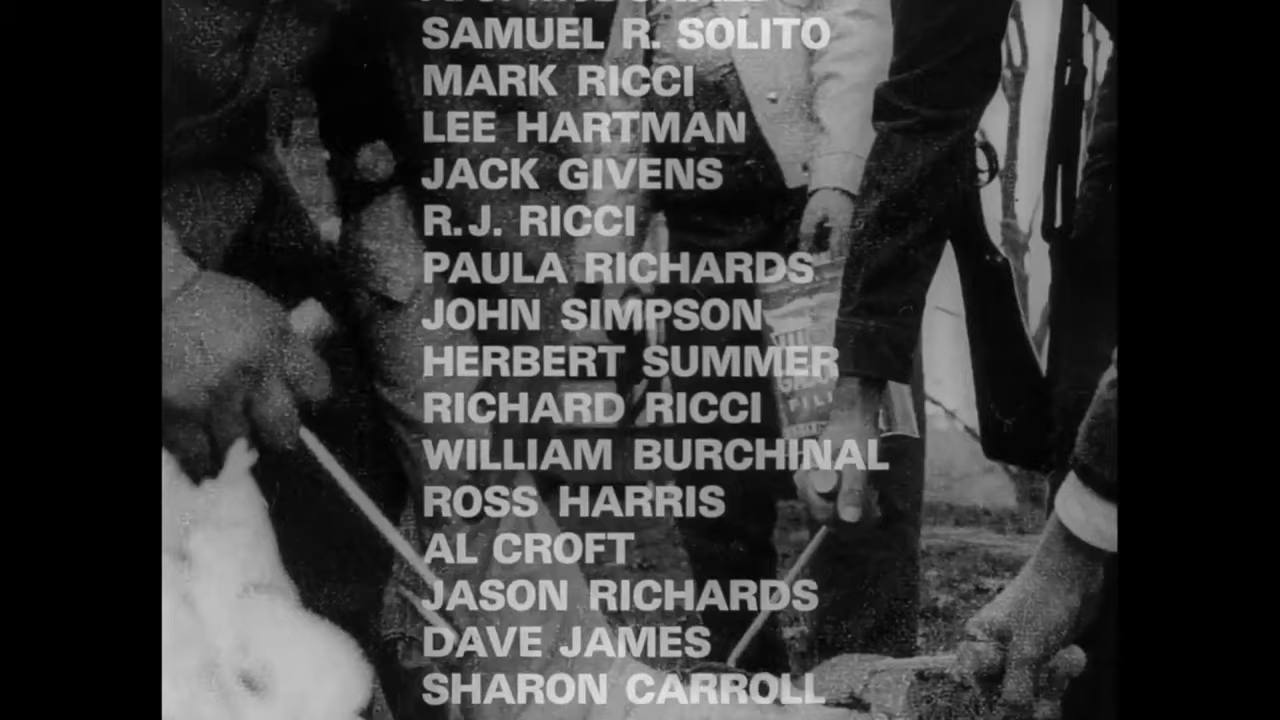 SAMUEL R. SOLITO
MARK RICCI
LEE HARTMAN
JACK GIVENS
R.J. RICCI
PAULA RICHARDS
JOHN SIMPSON
HERBERT SUMMER
RICHARD RICCI
WILLIAM BURCHINAL
ROSS HARRIS
AL CROFT
JASON RICHARDS
DAVE JAMES
SHARON CARROLL